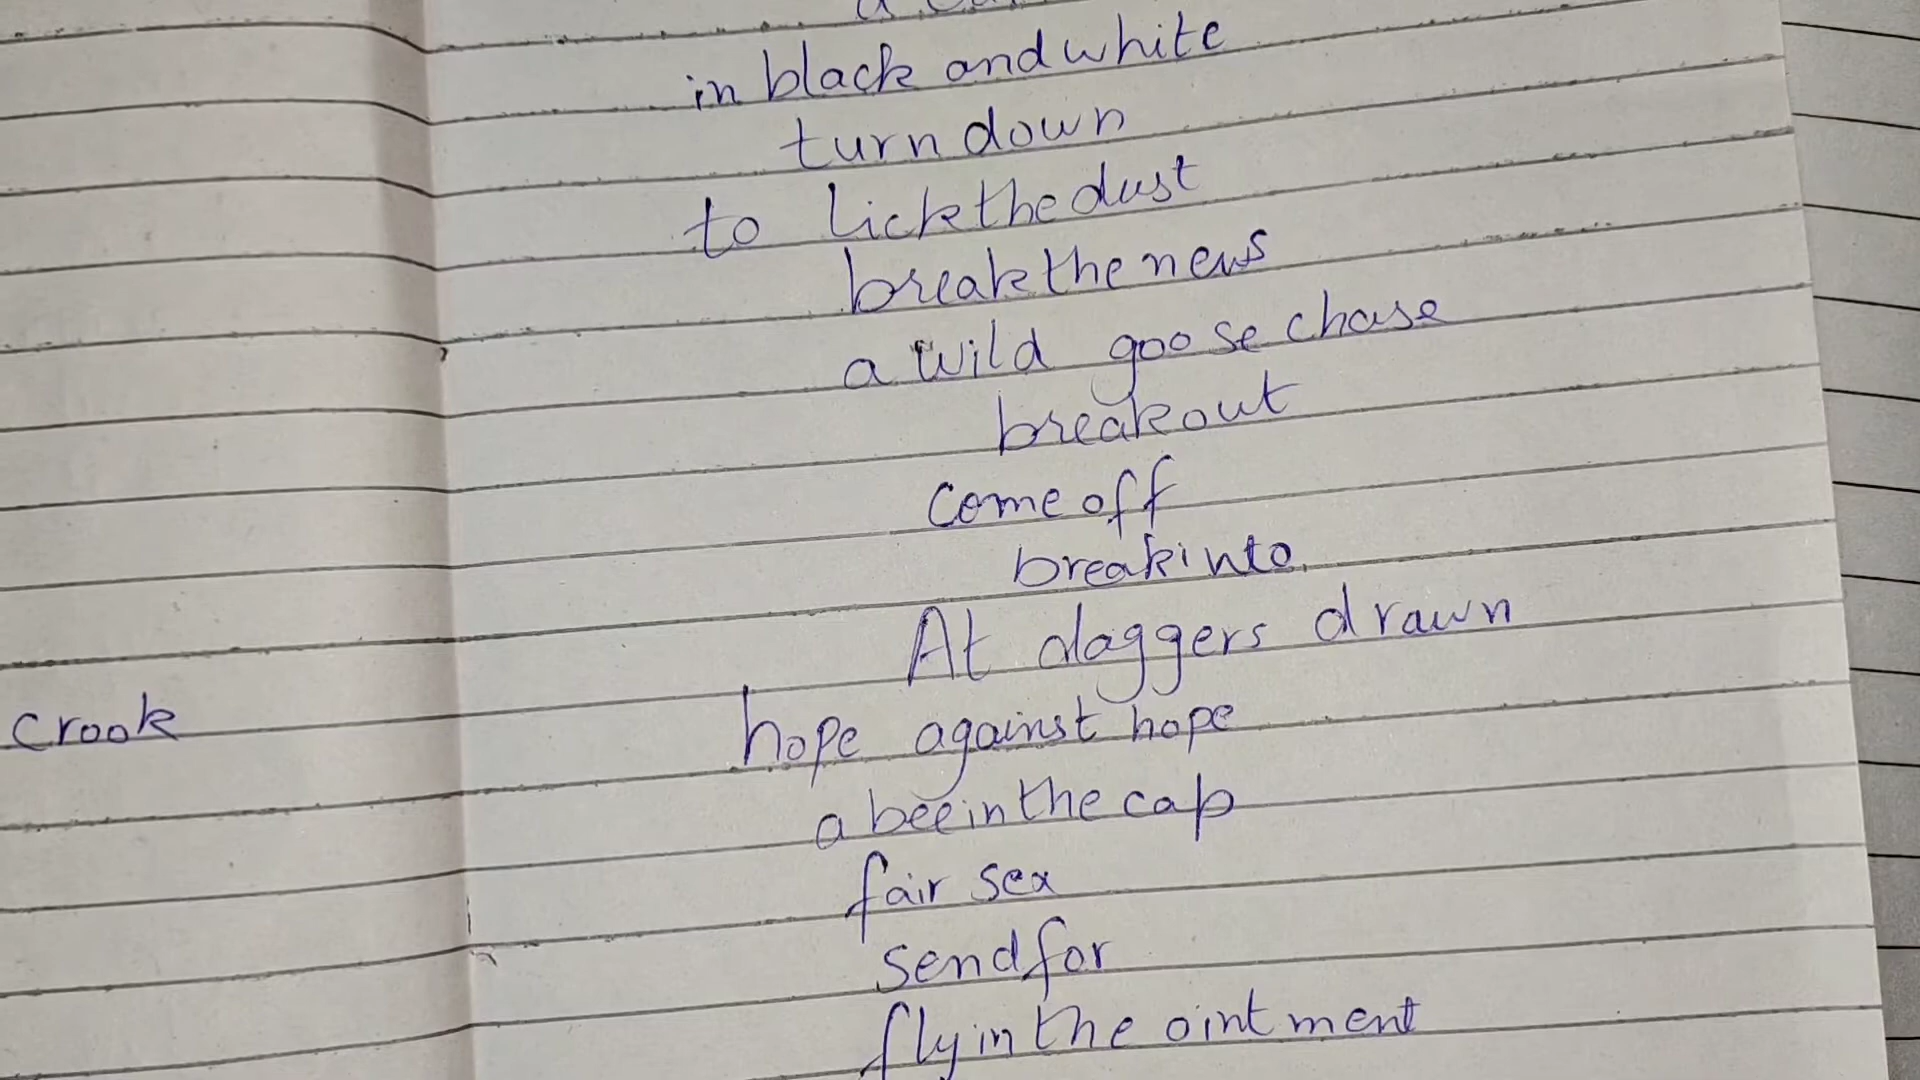 in black and white
turn down
to lick the dust
break the news
a wild goose chase
break out
come off
break into
At daggers drawn
crook
hope against hope
a bee in the cap
fair sex
send for
fly in the ointment